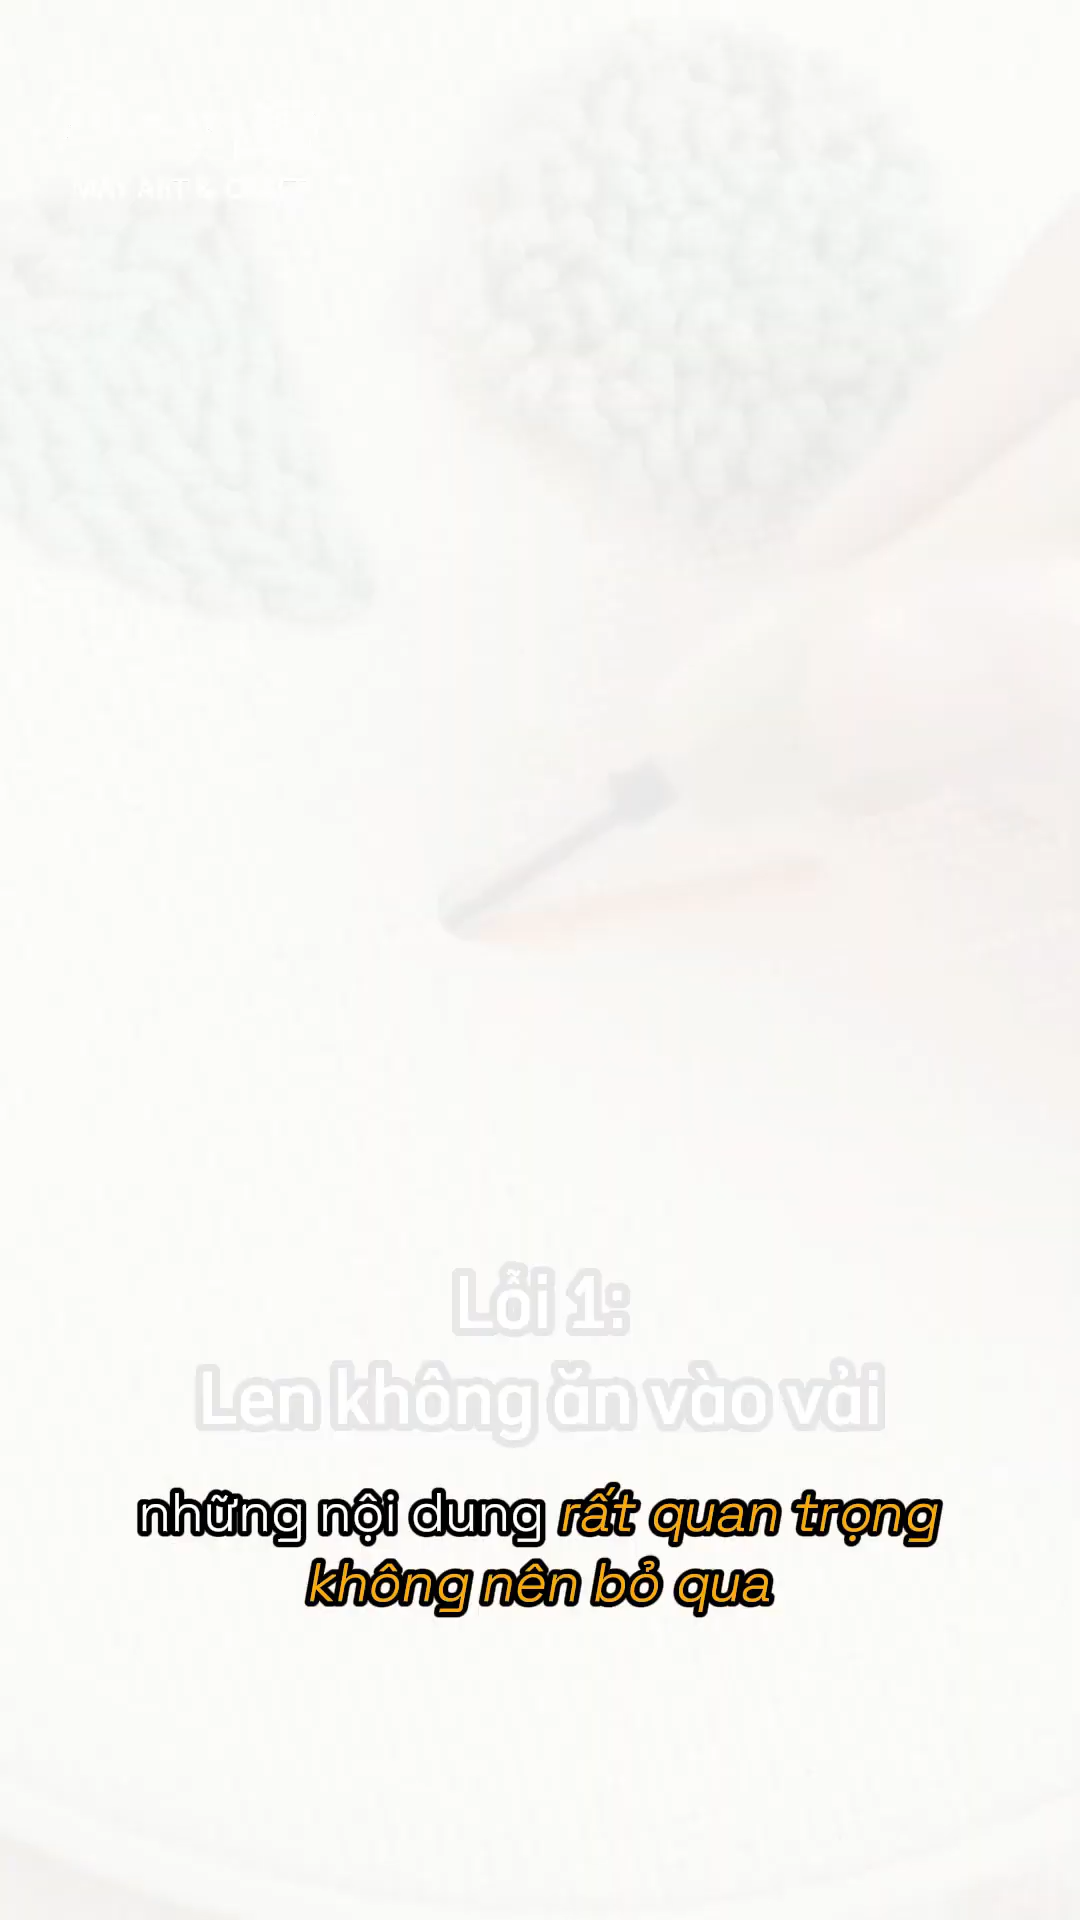 Lỗi 1:
Len không ăn vào vải
những nội dung rất quan trọng
không nên bỏ qua